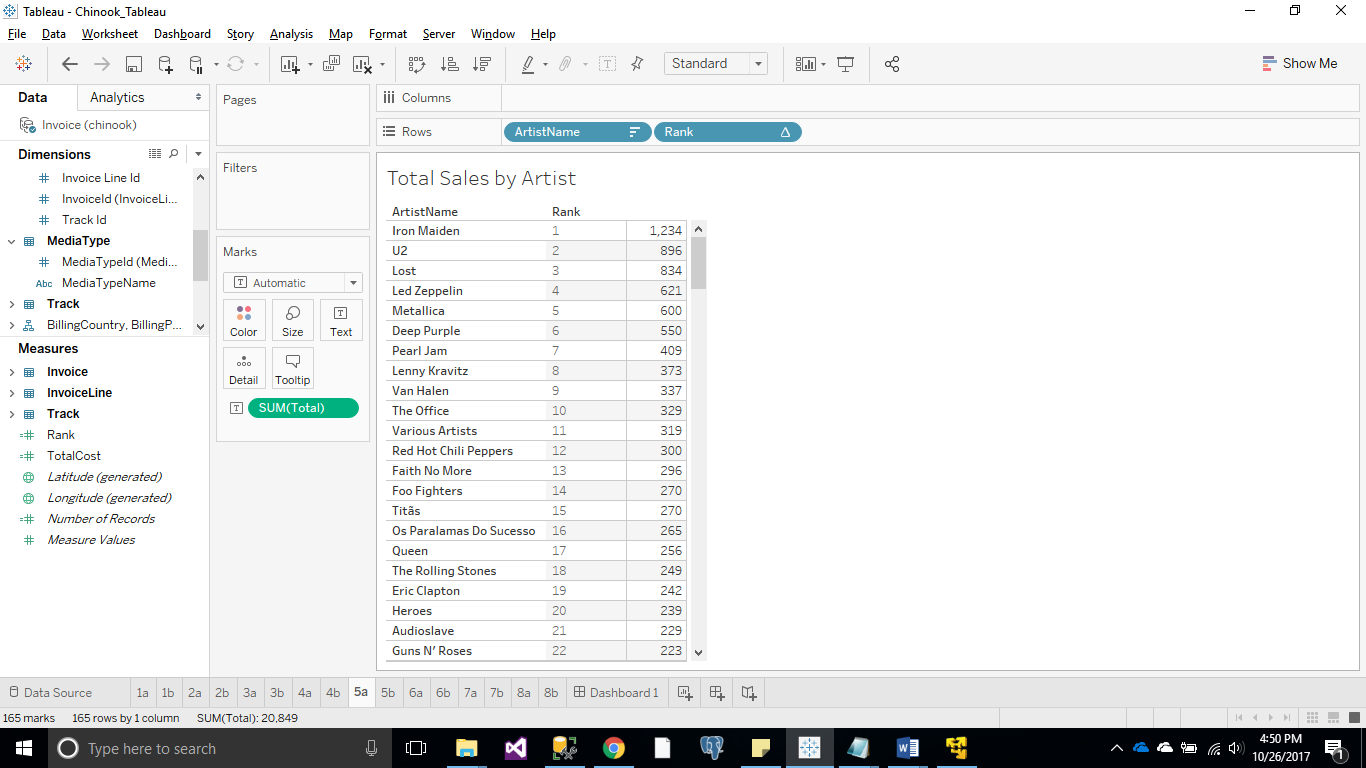 Tableau - Chinook_Tableau
File Data Worksheet Dashboard Story Analysis Map Format Server Window Help
Standard
Show Me
Data Analytics
Invoice (chinook)
Dimensions
Invoice Line Id
InvoiceId (InvoiceLi...
Track Id
MediaType
MediaTypeId (Medi...
Abc MediaTypeName
Track
BillingCountry, BillingP...
Measures
Invoice
InvoiceLine
Track
Rank
TotalCost
Latitude (generated)
Longitude (generated)
Number of Records
Measure Values
Pages
Filters
Marks
Automatic
Color Size Text
Detail Tooltip
SUM(Total)
Columns
Rows ArtistName Rank
Total Sales by Artist
ArtistName Rank
Iron Maiden 1 1,234
U2 2 896
Lost 3 834
Led Zeppelin 4 621
Metallica 5 600
Deep Purple 6 550
Pearl Jam 7 409
Lenny Kravitz 8 373
Van Halen 9 337
The Office 10 329
Various Artists 11 319
Red Hot Chili Peppers 12 300
Faith No More 13 296
Foo Fighters 14 270
Titãs 15 270
Os Paralamas Do Sucesso 16 265
Queen 17 256
The Rolling Stones 18 249
Eric Clapton 19 242
Heroes 20 239
Audioslave 21 229
Guns N' Roses 22 223
Data Source 1a 1b 2a 2b 3a 3b 4a 4b 5a 5b 6a 6b 7a 7b 8a 8b Dashboard 1
165 marks 165 rows by 1 column SUM(Total): 20,849
Type here to search
4:50 PM
10/26/2017
1